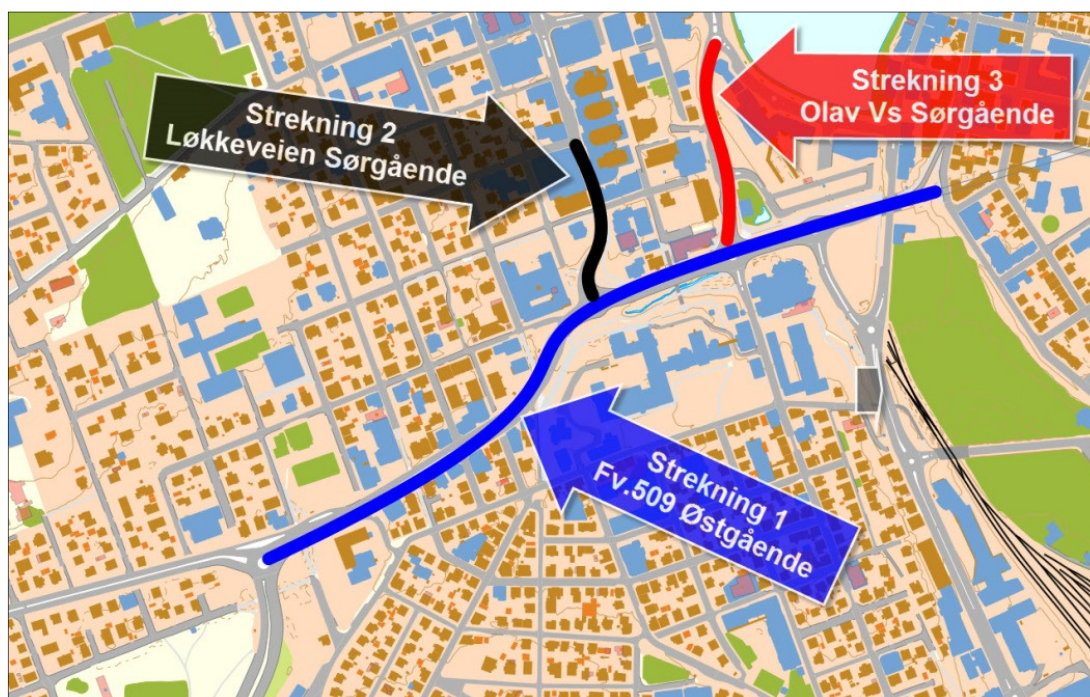 Strekning 2
Løkkeveien Sørgående
Strekning 3
Olav Vs Sørgående
Strekning 1
Fv.509 Østgående